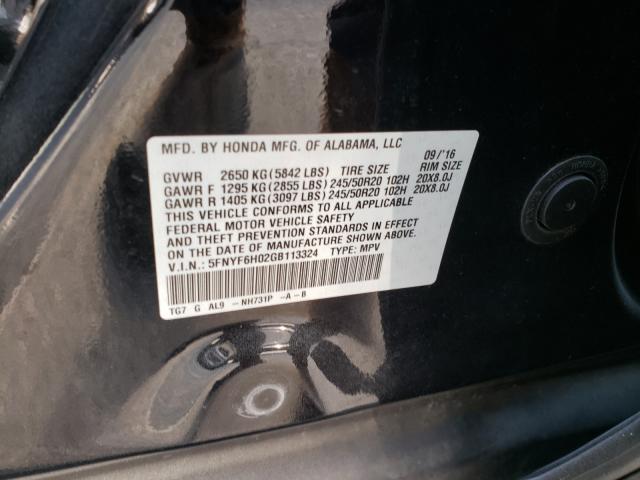 MFD. BY HONDA MFG. OF ALABAMA, LLC 09/'16
GVWR 2650 KG (5842 LBS) TIRE SIZE RIM SIZE
GAWR F 1295 KG (2855 LBS) 245/50R20 102H 20X8.0J
GAWR R 1405 KG (3097 LBS) 245/50R20 102H 20X8.0J
THIS VEHICLE CONFORMS TO ALL APPLICABLE
FEDERAL MOTOR VEHICLE SAFETY
AND THEFT PREVENTION STANDARDS IN EFFECT
ON THE DATE OF MANUFACTURE SHOWN ABOVE.
V.I.N.: 5FNYF6H02GB113324 TYPE: MPV
TG7 G AL9 -NH731P -A-B